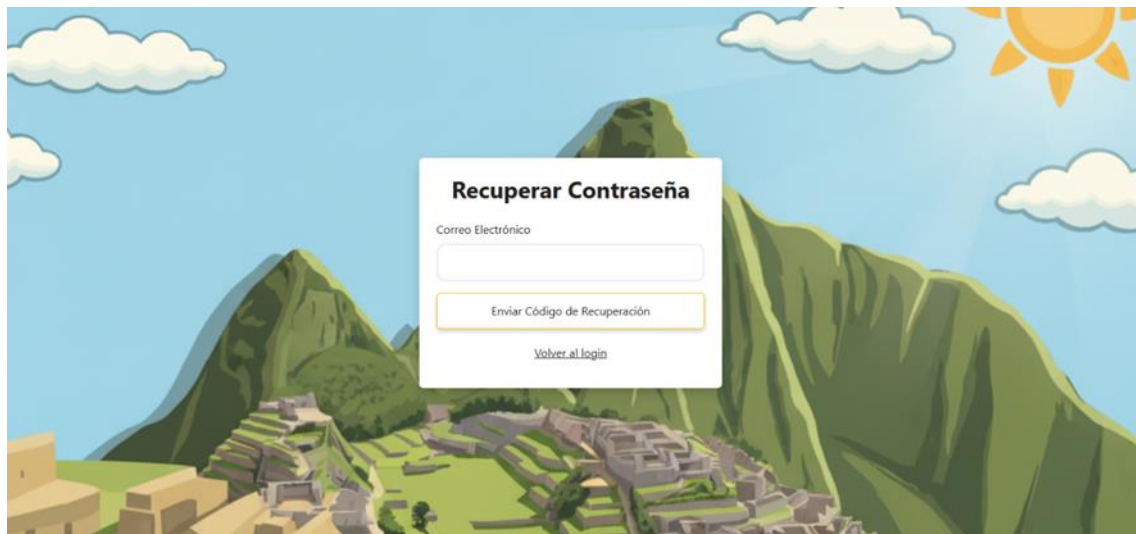 Recuperar Contraseña
Correo Electrónico
Enviar Código de Recuperación
Volver al login